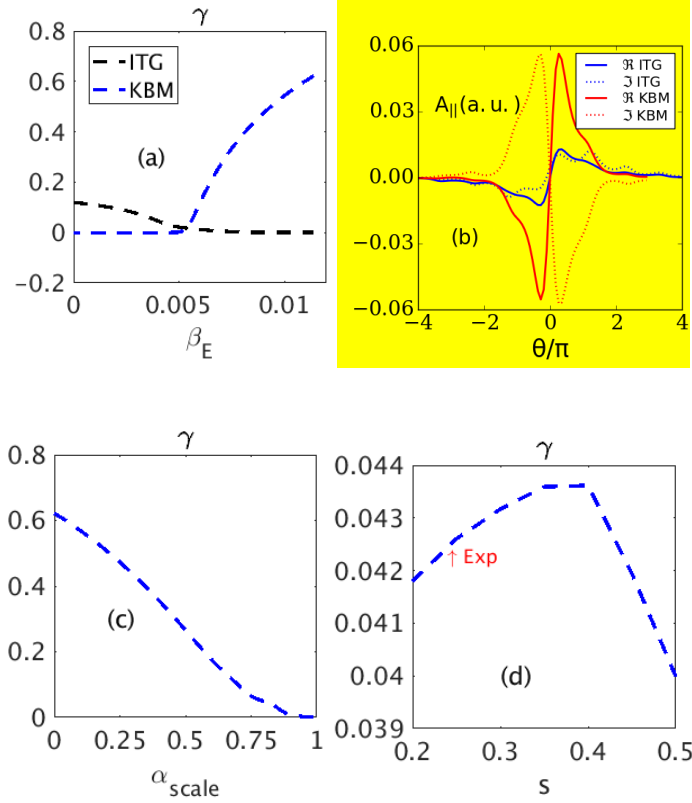 γ
0.8
0.6
0.4
0.2
0
−0.2
ITG
KBM
(a)
0
0.005
0.01
β_E
0.06
0.03
0.00
−0.03
−0.06
A_||(a.u.)
ℜ ITG
ℑ ITG
ℜ KBM
ℑ KBM
(b)
−4
−2
0
2
4
θ/π
γ
0.8
0.6
0.4
0.2
0
(c)
0
0.25
0.5
0.75
1
α_scale
γ
0.044
0.043
0.042
0.041
0.04
0.039
↑ Exp
(d)
0.2
0.3
0.4
0.5
s